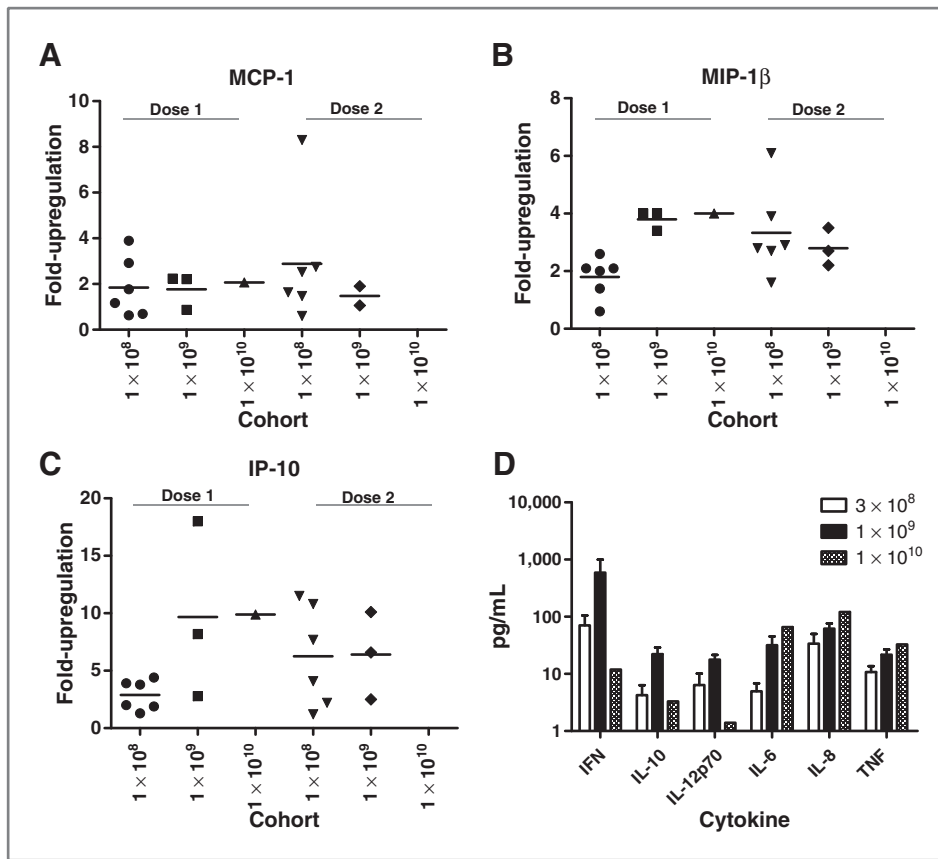 A
MCP-1
Dose 1
Dose 2
10
8
6
4
2
0
Fold-upregulation
1 × 10⁸
1 × 10⁹
1 × 10¹⁰
1 × 10⁸
1 × 10⁹
1 × 10¹⁰
Cohort
B
MIP-1β
Dose 1
Dose 2
8
6
4
2
0
Fold-upregulation
1 × 10⁸
1 × 10⁹
1 × 10¹⁰
1 × 10⁸
1 × 10⁹
1 × 10¹⁰
Cohort
C
IP-10
Dose 1
Dose 2
20
15
10
5
0
Fold-upregulation
1 × 10⁸
1 × 10⁹
1 × 10¹⁰
1 × 10⁸
1 × 10⁹
1 × 10¹⁰
Cohort
D
10,000
1,000
100
10
1
pg/mL
3 × 10⁸
1 × 10⁹
1 × 10¹⁰
IFN
IL-10
IL-12p70
IL-6
IL-8
TNF
Cytokine